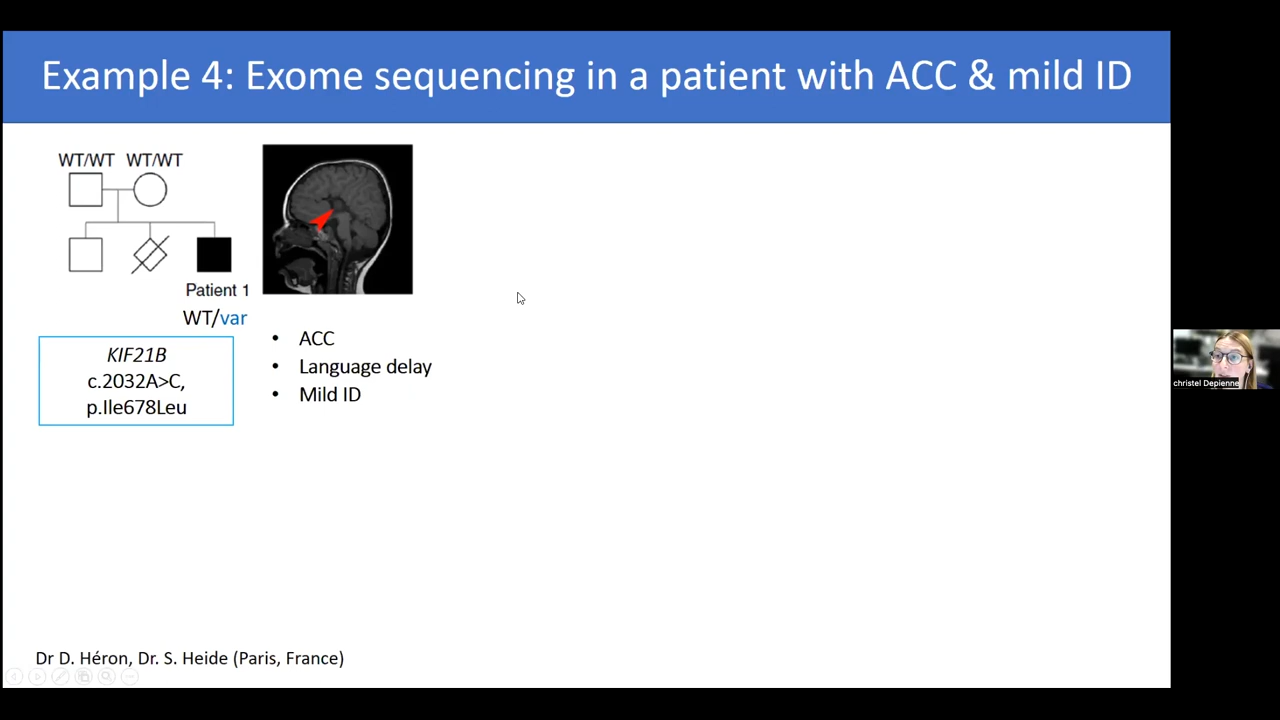 Example 4: Exome sequencing in a patient with ACC & mild ID
WT/WT WT/WT
Patient 1
WT/var
KIF21B
c.2032A>C,
p.Ile678Leu
• ACC
• Language delay
• Mild ID
christel Depienne
Dr D. Héron, Dr. S. Heide (Paris, France)